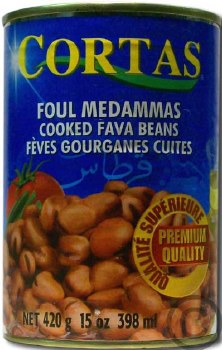 CORTAS
FOUL MEDAMMAS
COOKED FAVA BEANS
FÈVES GOURGANES CUITES
قرطاس
QUALITÉ SUPÉRIEURE
PREMIUM
QUALITY
NET 420 g 15 oz 398 ml